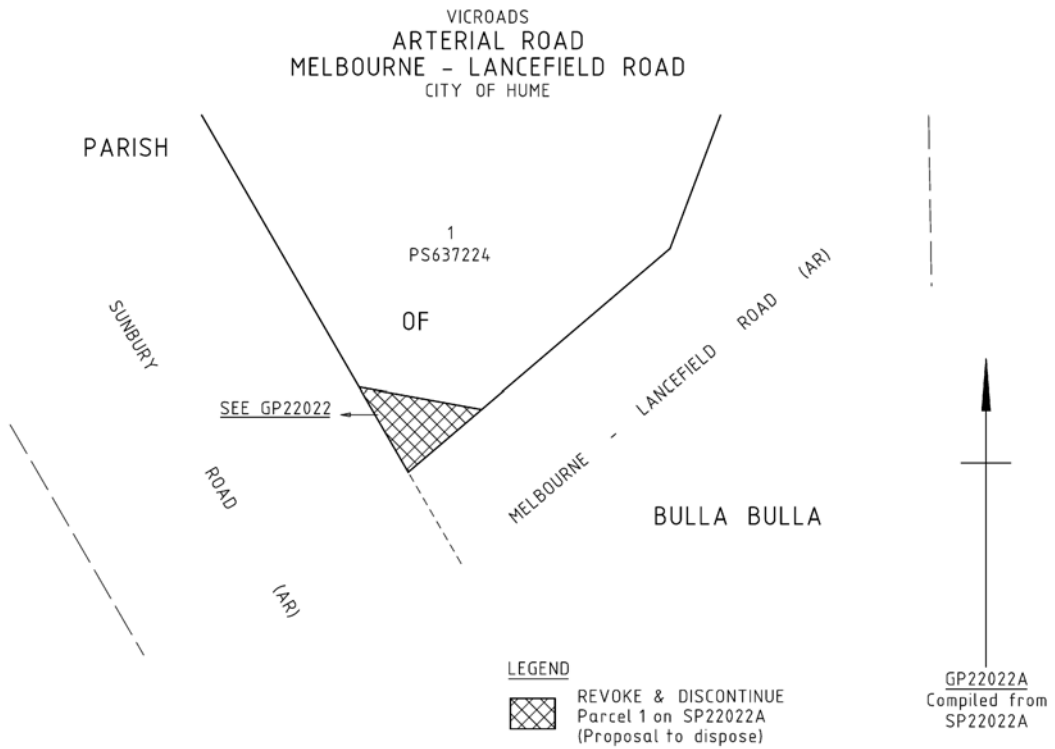 VICROADS
ARTERIAL ROAD
MELBOURNE - LANCEFIELD ROAD
CITY OF HUME
PARISH
1
PS637224
OF
SUNBURY
ROAD
(AR)
SEE GP22022
MELBOURNE - LANCEFIELD ROAD (AR)
BULLA BULLA
LEGEND
REVOKE & DISCONTINUE
Parcel 1 on SP22022A
(Proposal to dispose)
GP22022A
Compiled from
SP22022A